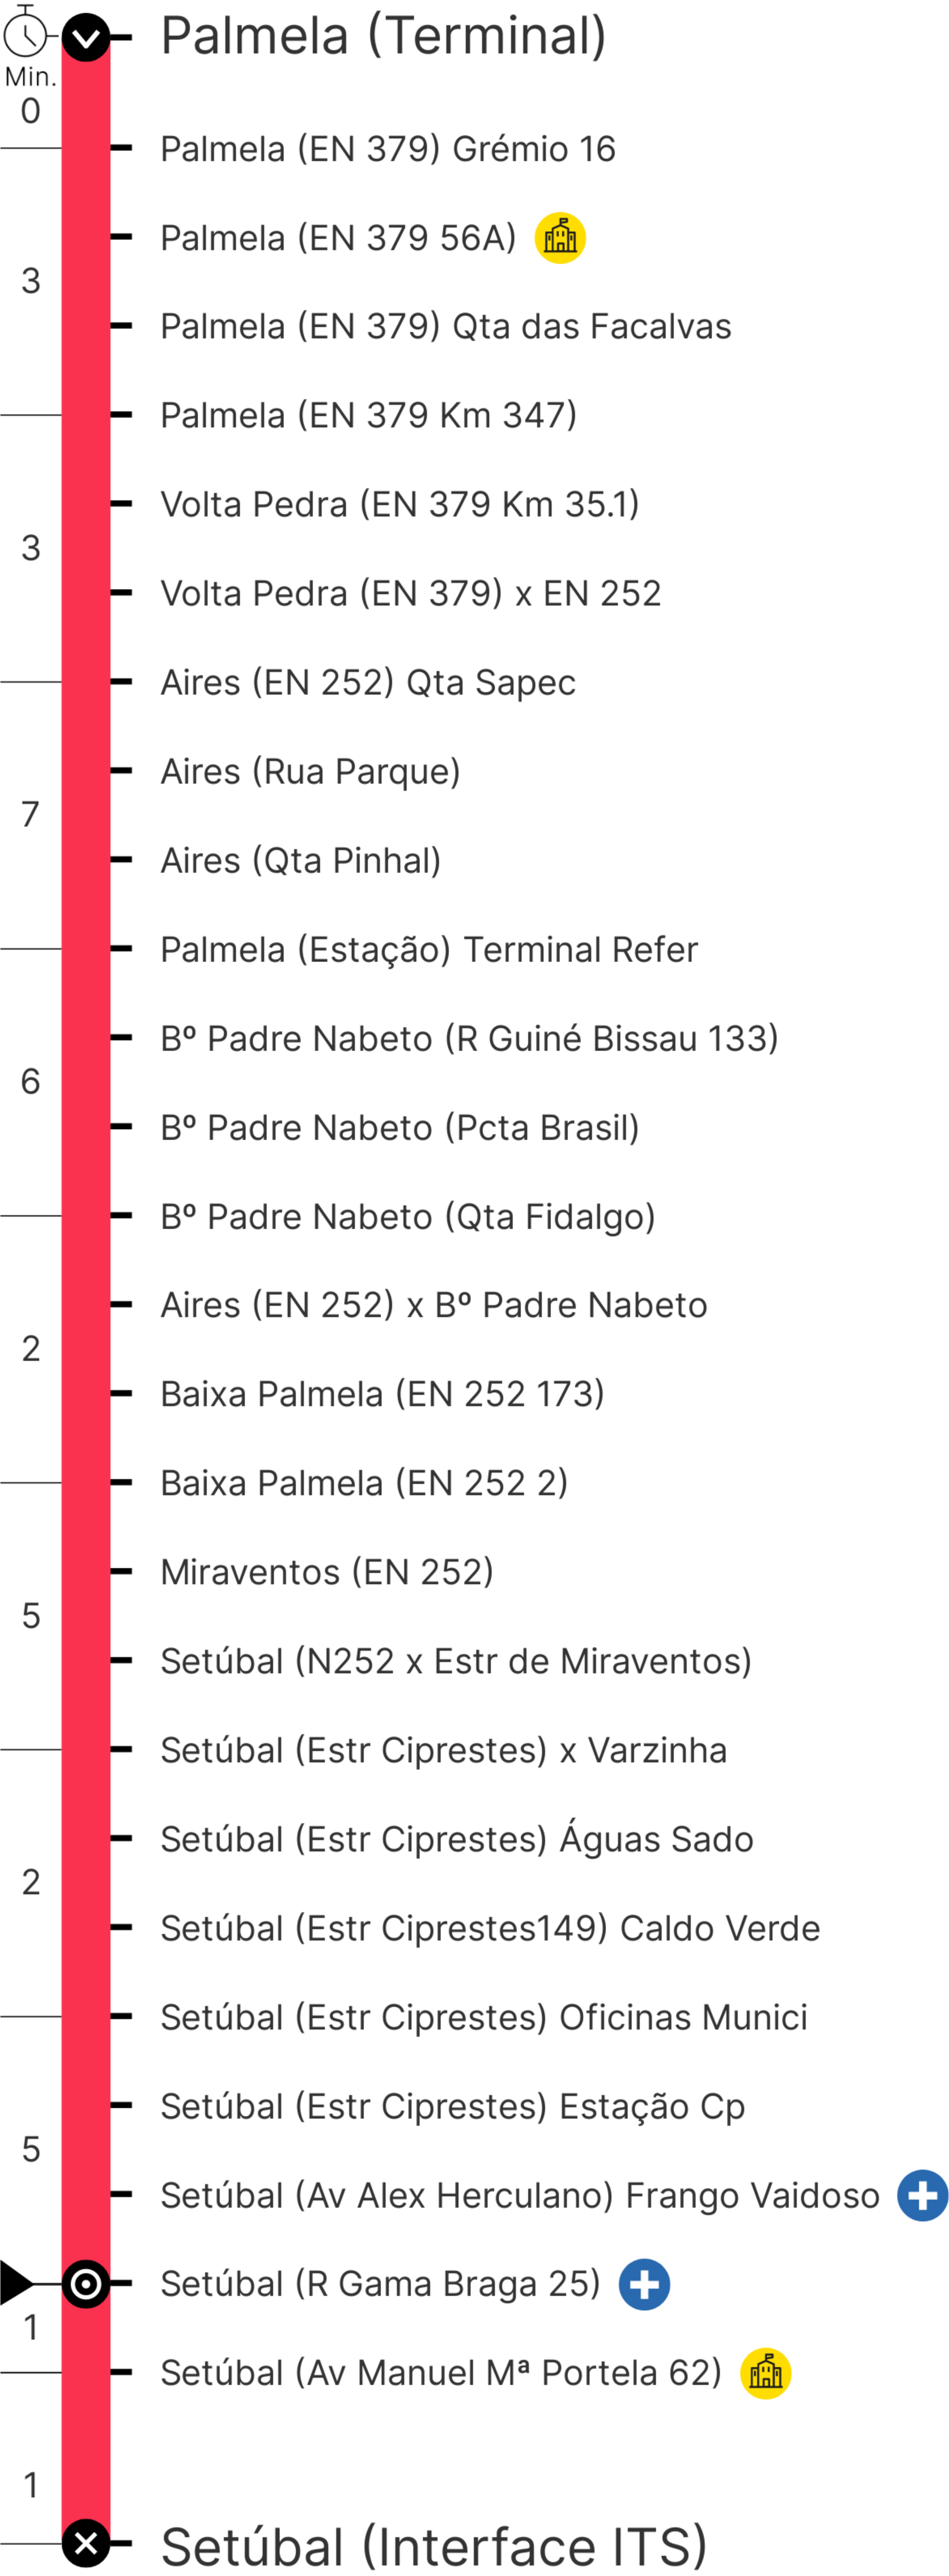 Palmela (Terminal)
Min.
0
Palmela (EN 379) Grémio 16
Palmela (EN 379 56A)
3
Palmela (EN 379) Qta das Facalvas
Palmela (EN 379 Km 347)
Volta Pedra (EN 379 Km 35.1)
3
Volta Pedra (EN 379) x EN 252
Aires (EN 252) Qta Sapec
Aires (Rua Parque)
7
Aires (Qta Pinhal)
Palmela (Estação) Terminal Refer
Bº Padre Nabeto (R Guiné Bissau 133)
6
Bº Padre Nabeto (Pcta Brasil)
Bº Padre Nabeto (Qta Fidalgo)
Aires (EN 252) x Bº Padre Nabeto
2
Baixa Palmela (EN 252 173)
Baixa Palmela (EN 252 2)
Miraventos (EN 252)
5
Setúbal (N252 x Estr de Miraventos)
Setúbal (Estr Ciprestes) x Varzinha
Setúbal (Estr Ciprestes) Águas Sado
2
Setúbal (Estr Ciprestes149) Caldo Verde
Setúbal (Estr Ciprestes) Oficinas Munici
Setúbal (Estr Ciprestes) Estação Cp
5
Setúbal (Av Alex Herculano) Frango Vaidoso
Setúbal (R Gama Braga 25)
1
Setúbal (Av Manuel Mª Portela 62)
1
Setúbal (Interface ITS)